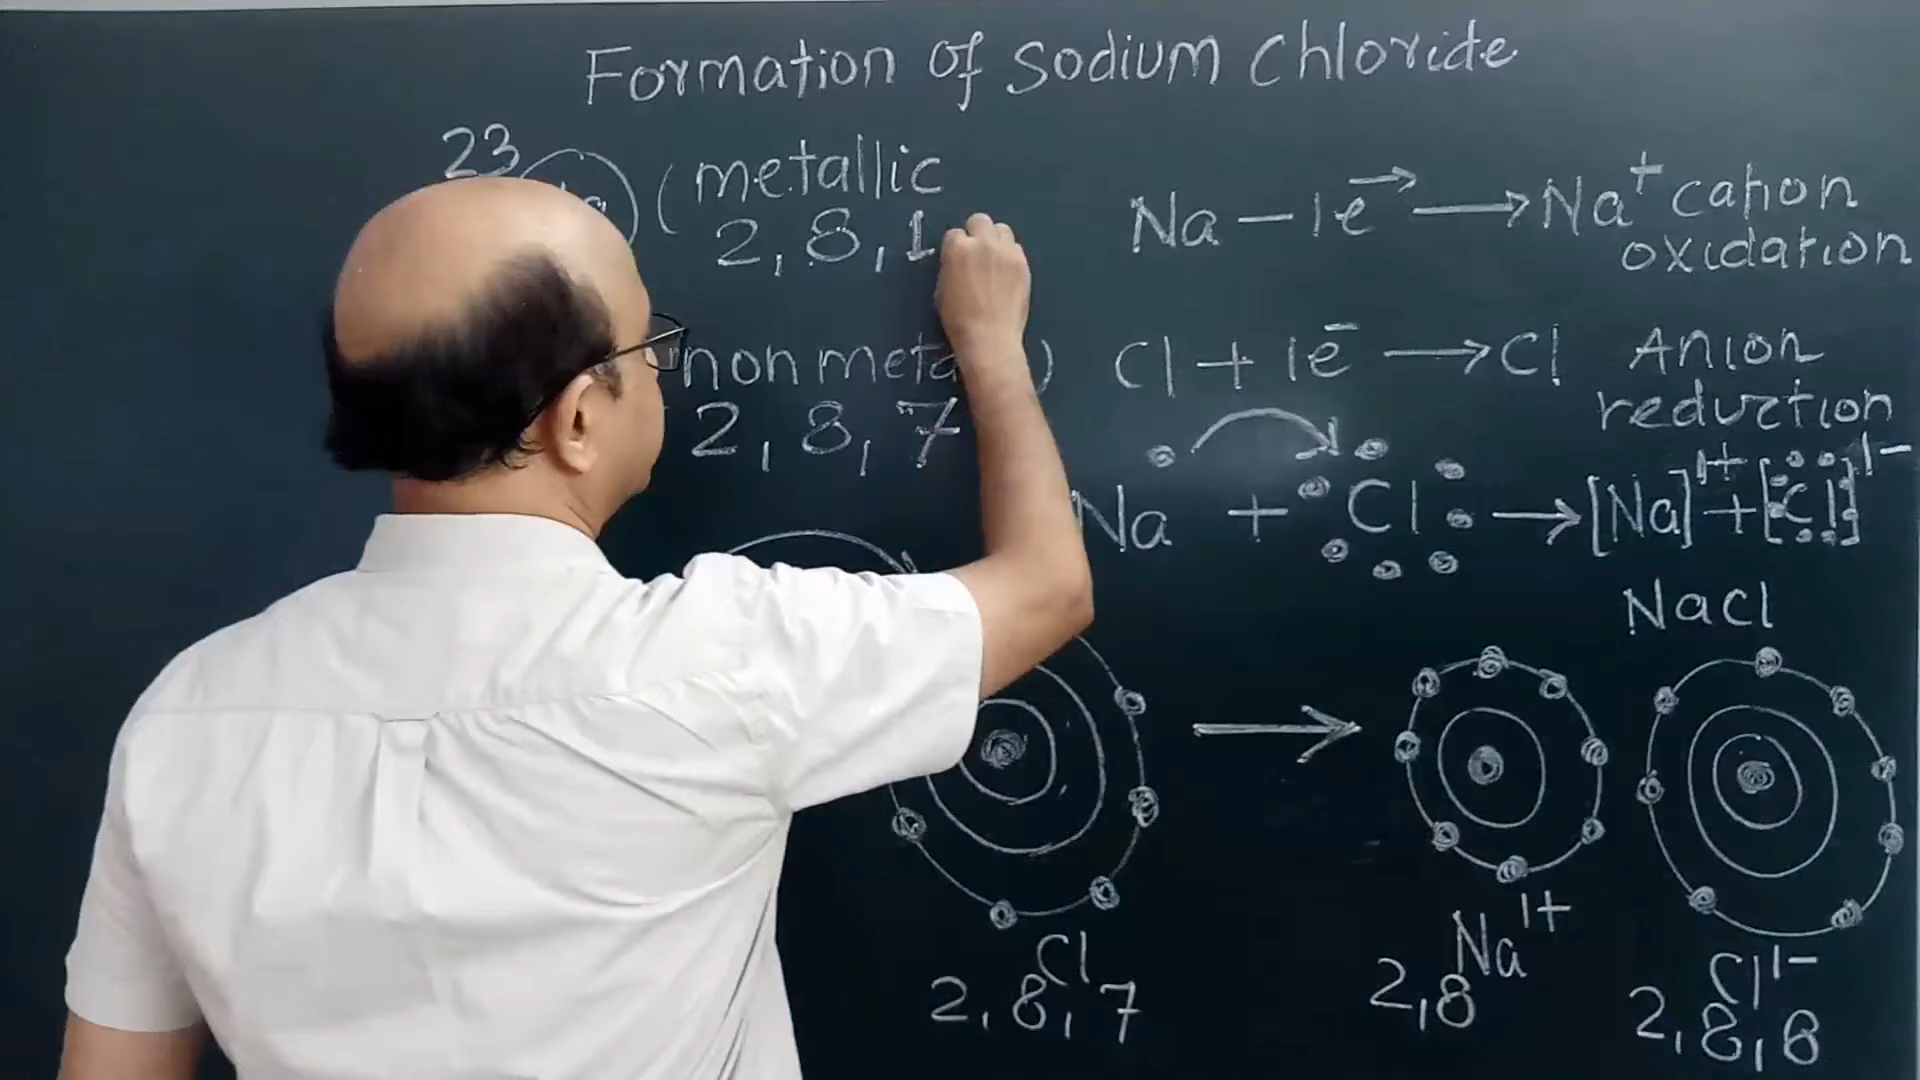 Formation of Sodium Chloride
23
(metallic
2, 8, 1
Na – 1e⁻ → Na⁺ cation
oxidation
non meta )
2, 8, 7
Cl + 1e⁻ → Cl Anion
reduction
Na + Cl → [Na]¹⁺ + [Cl]¹⁻
NaCl
Cl
2, 8, 7
Na¹⁺
2,8
Cl¹⁻
2,8,8